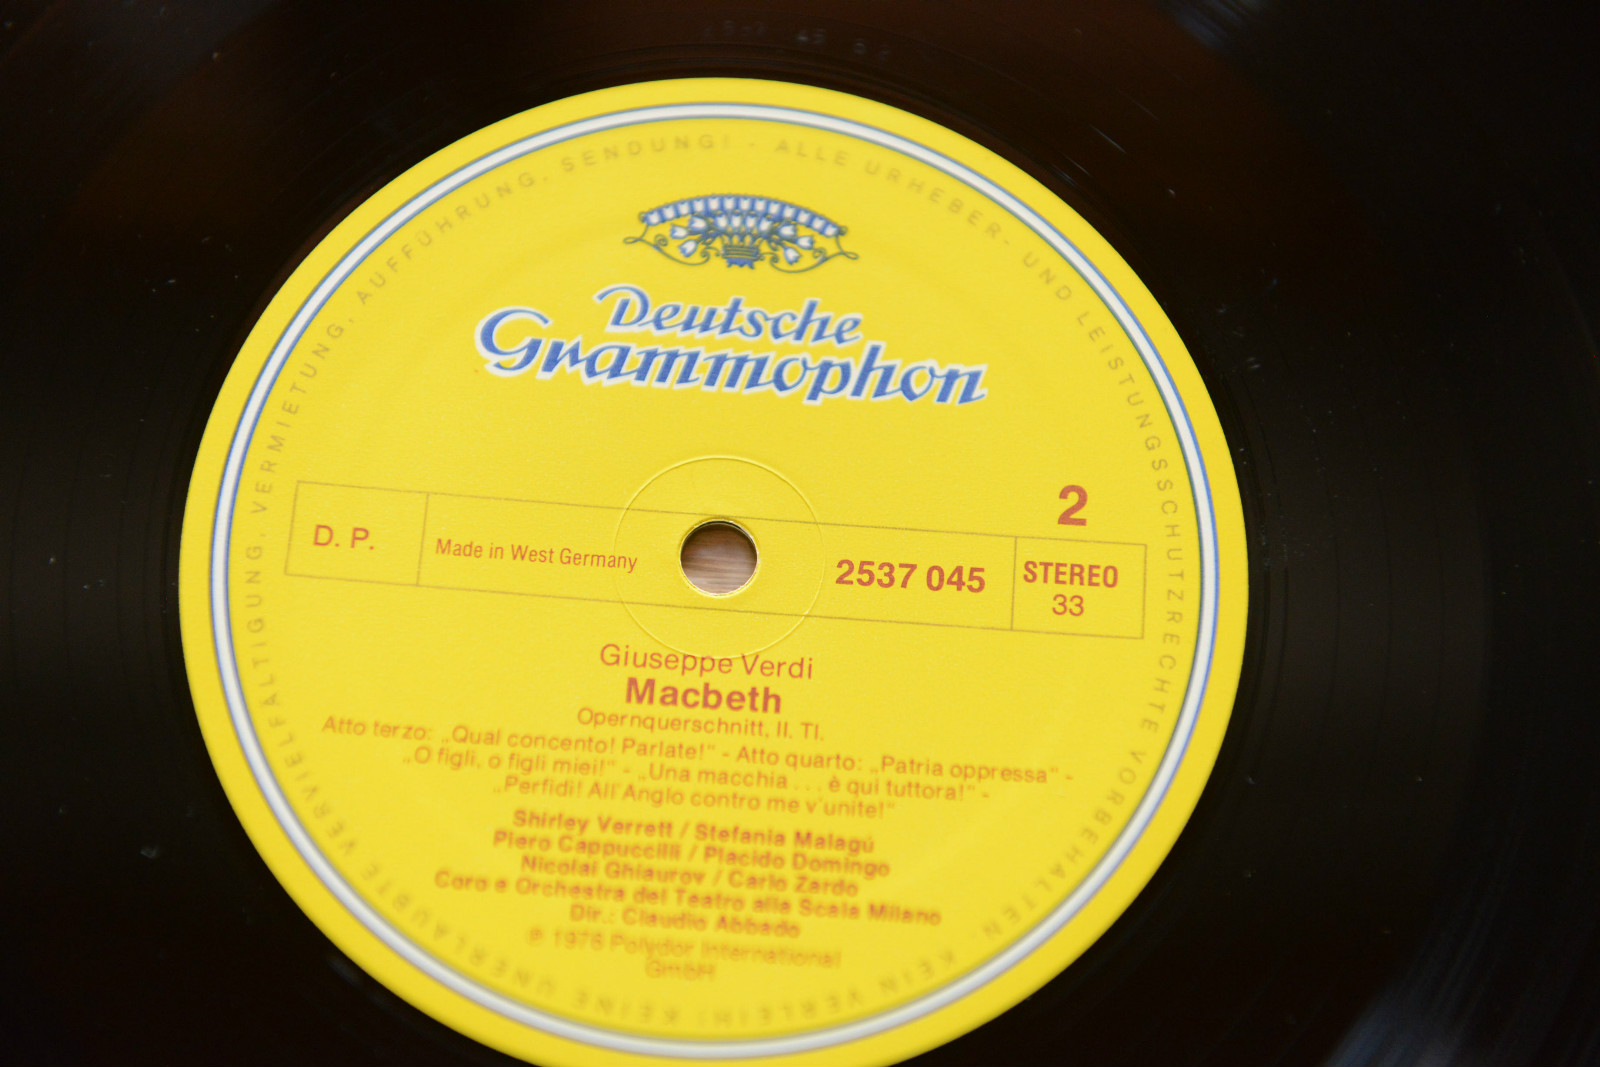 Deutsche
Grammophon
2
D. P.
Made in West Germany
2537 045
STEREO
33
Giuseppe Verdi
Macbeth
Opernquerschnitt, II. Tl.
Atto terzo: „Qual concento! Parlate!“ - Atto quarto: „Patria oppressa“ -
„O figli, o figli miei!“ - „Una macchia . . . è qui tuttora!“ -
„Perfidi! All'Anglo contro me v'unite!“
Shirley Verrett / Stefania Malagù
Piero Cappuccilli / Placido Domingo
Nicolai Ghiaurov / Carlo Zardo
Coro e Orchestra del Teatro alla Scala Milano
Dir.: Claudio Abbado
℗ 1976 Polydor International
GmbH
ALLE URHEBER- UND LEISTUNGSSCHUTZRECHTE VORBEHALTEN. KEIN VERLEIH! KEINE UNERLAUBTE VERVIELFÄLTIGUNG, VERMIETUNG, AUFFÜHRUNG, SENDUNG! -